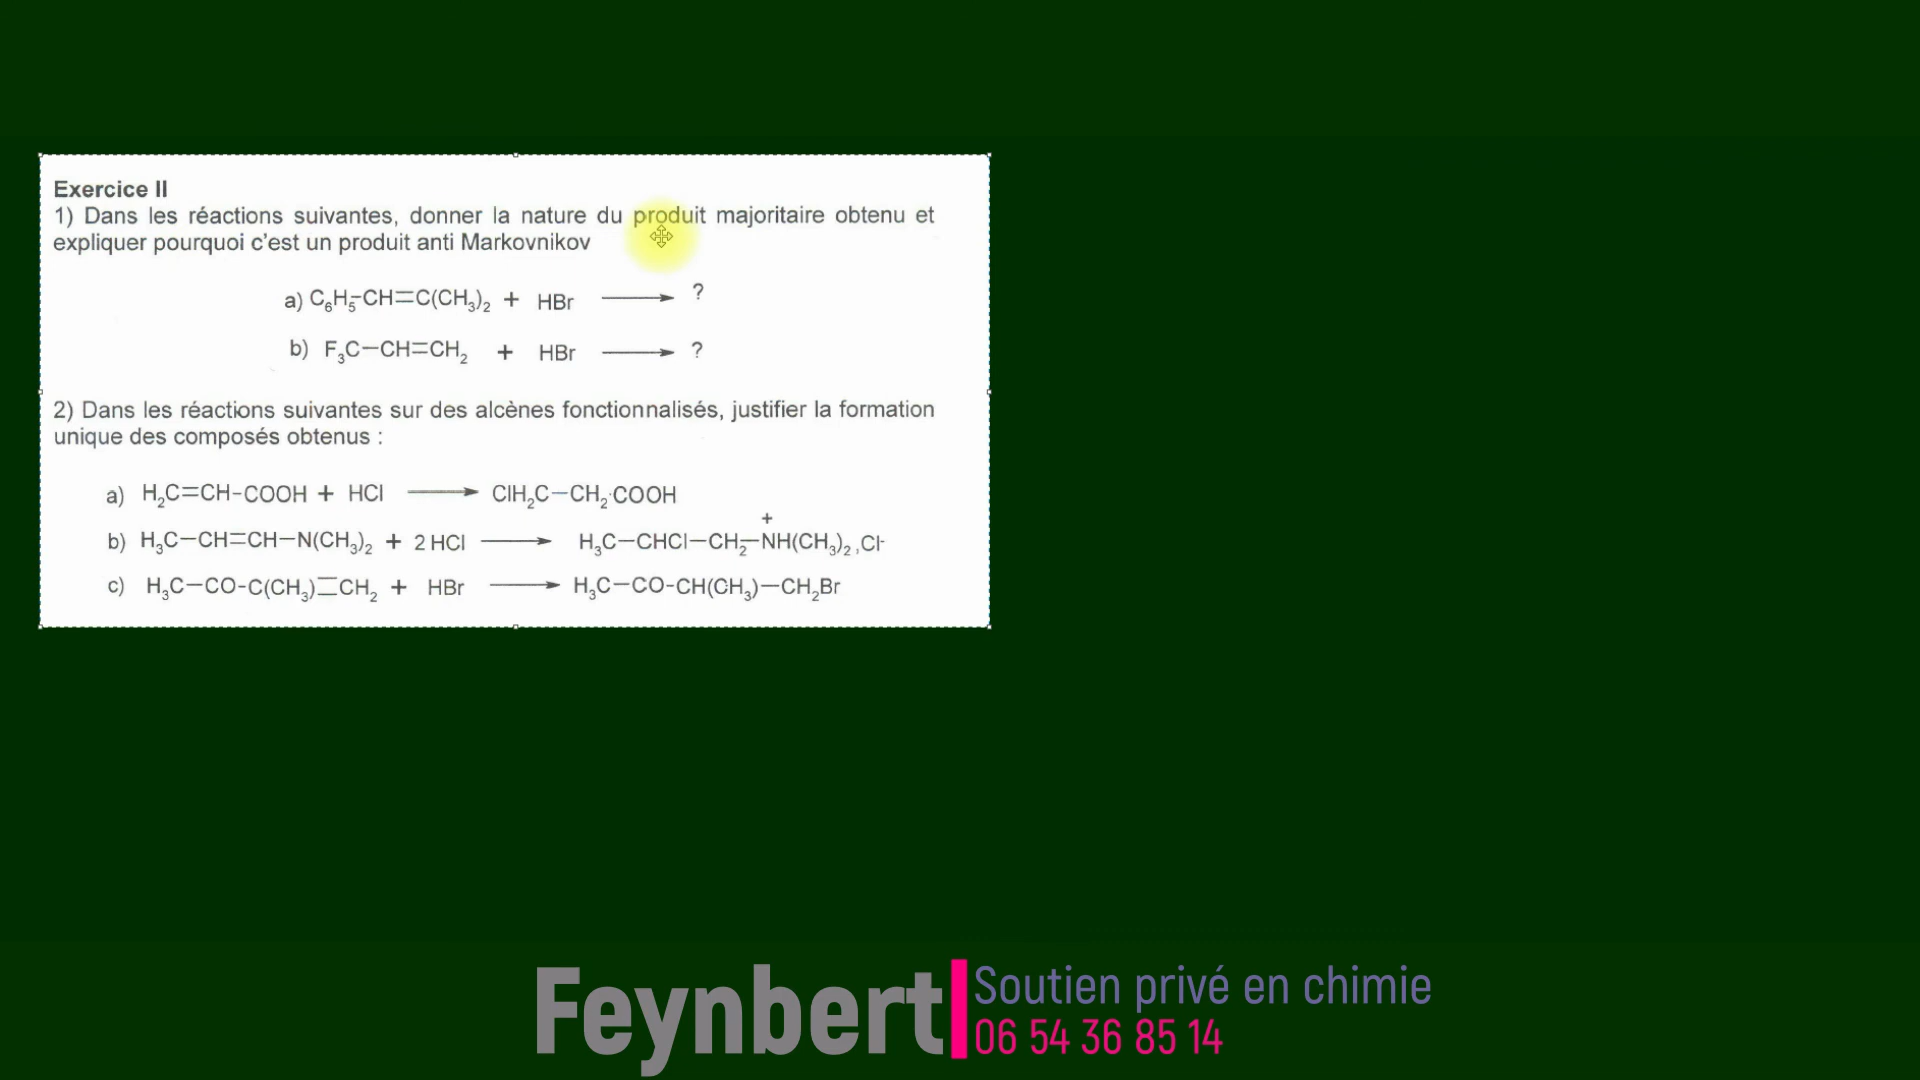 Exercice II
1) Dans les réactions suivantes, donner la nature du produit majoritaire obtenu et
expliquer pourquoi c'est un produit anti Markovnikov
a) C₆H₅-CH=C(CH₃)₂ + HBr ⟶ ?
b) F₃C-CH=CH₂ + HBr ⟶ ?
2) Dans les réactions suivantes sur des alcènes fonctionnalisés, justifier la formation
unique des composés obtenus :
a) H₂C=CH-COOH + HCl ⟶ ClH₂C-CH₂-COOH
b) H₃C-CH=CH-N(CH₃)₂ + 2 HCl ⟶ H₃C-CHCl-CH₂-N⁺H(CH₃)₂,Cl⁻
c) H₃C-CO-C(CH₃)=CH₂ + HBr ⟶ H₃C-CO-CH(CH₃)-CH₂Br
Feynbert
Soutien privé en chimie
06 54 36 85 14